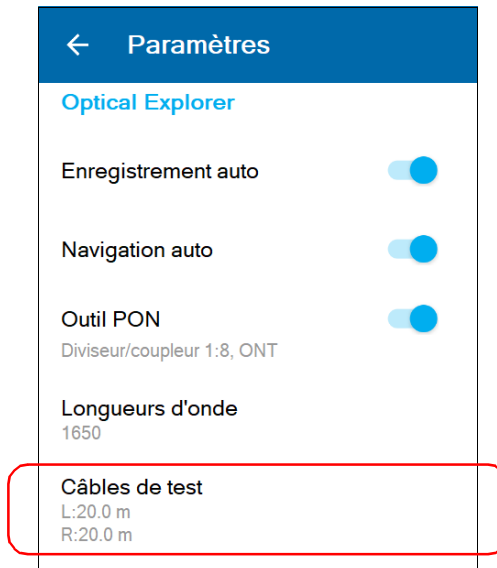 Paramètres
Optical Explorer
Enregistrement auto
Navigation auto
Outil PON
Diviseur/coupleur 1:8, ONT
Longueurs d'onde
1650
Câbles de test
L:20.0 m
R:20.0 m